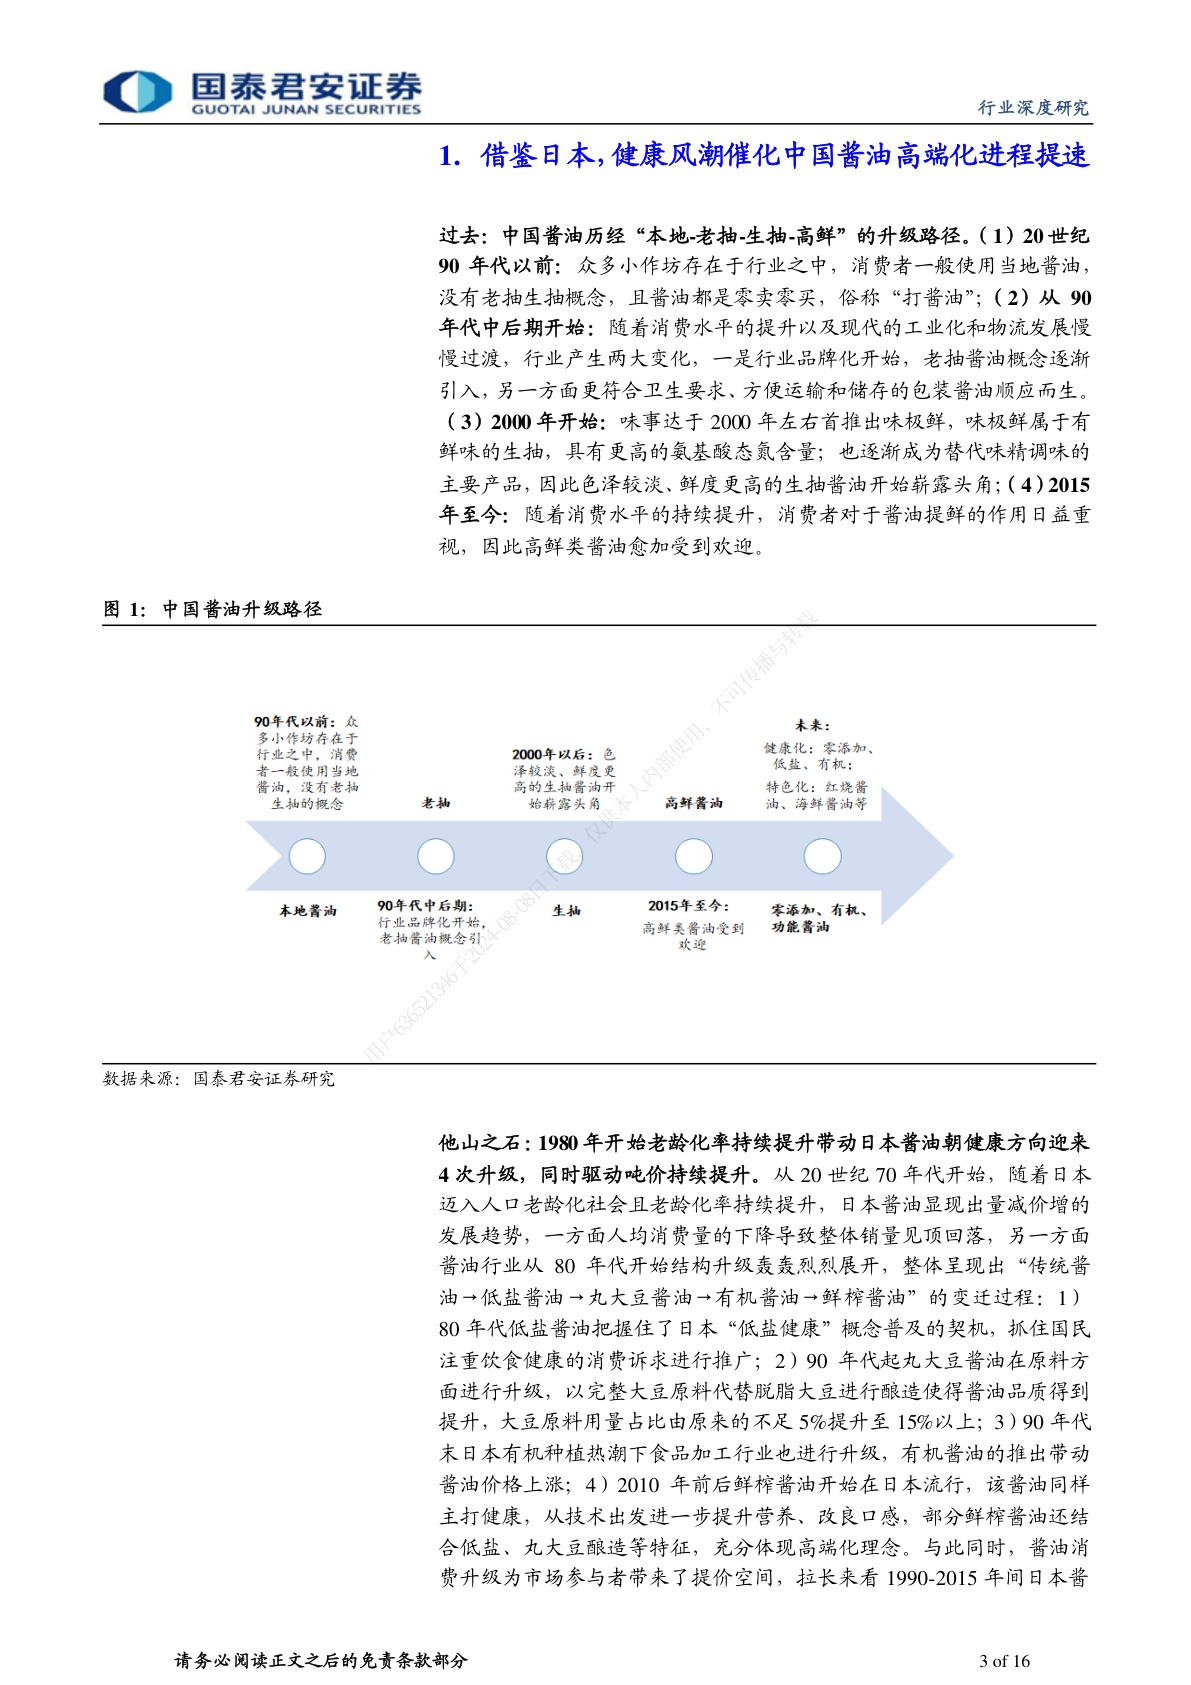 国泰君安证券
GUOTAI JUNAN SECURITIES
行业深度研究
1. 借鉴日本，健康风潮催化中国酱油高端化进程提速
过去：中国酱油历经“本地-老抽-生抽-高鲜”的升级路径。（1）20 世纪
90 年代以前：众多小作坊存在于行业之中，消费者一般使用当地酱油，
没有老抽生抽概念，且酱油都是零卖零买，俗称“打酱油”；（2）从 90
年代中后期开始：随着消费水平的提升以及现代的工业化和物流发展慢
慢过渡，行业产生两大变化，一是行业品牌化开始，老抽酱油概念逐渐
引入，另一方面更符合卫生要求、方便运输和储存的包装酱油顺应而生。
（3）2000 年开始：味事达于 2000 年左右首推出味极鲜，味极鲜属于有
鲜味的生抽，具有更高的氨基酸态氮含量；也逐渐成为替代味精调味的
主要产品，因此色泽较淡、鲜度更高的生抽酱油开始崭露头角；（4）2015
年至今：随着消费水平的持续提升，消费者对于酱油提鲜的作用日益重
视，因此高鲜类酱油愈加受到欢迎。
图 1：中国酱油升级路径
90年代以前：众
多小作坊存在于
行业之中，消费
者一般使用当地
酱油，没有老抽
生抽的概念
老抽
2000年以后：色
泽较淡、鲜度更
高的生抽酱油开
始崭露头角
高鲜酱油
未来：
健康化：零添加、
低盐、有机；
特色化：红烧酱
油、海鲜酱油等
本地酱油
90年代中后期：
行业品牌化开始，
老抽酱油概念引
入
生抽
2015年至今：
高鲜类酱油受到
欢迎
零添加、有机、
功能酱油
用户636521346于2024-08-08日下载，仅供本人内部使用，不可传播与转载
数据来源：国泰君安证券研究
他山之石：1980 年开始老龄化率持续提升带动日本酱油朝健康方向迎来
4 次升级，同时驱动吨价持续提升。从 20 世纪 70 年代开始，随着日本
迈入人口老龄化社会且老龄化率持续提升，日本酱油显现出量减价增的
发展趋势，一方面人均消费量的下降导致整体销量见顶回落，另一方面
酱油行业从 80 年代开始结构升级轰轰烈烈展开，整体呈现出“传统酱
油→低盐酱油→丸大豆酱油→有机酱油→鲜榨酱油”的变迁过程：1）
80 年代低盐酱油把握住了日本“低盐健康”概念普及的契机，抓住国民
注重饮食健康的消费诉求进行推广；2）90 年代起丸大豆酱油在原料方
面进行升级，以完整大豆原料代替脱脂大豆进行酿造使得酱油品质得到
提升，大豆原料用量占比由原来的不足 5%提升至 15%以上；3）90 年代
末日本有机种植热潮下食品加工行业也进行升级，有机酱油的推出带动
酱油价格上涨；4）2010 年前后鲜榨酱油开始在日本流行，该酱油同样
主打健康，从技术出发进一步提升营养、改良口感，部分鲜榨酱油还结
合低盐、丸大豆酿造等特征，充分体现高端化理念。与此同时，酱油消
费升级为市场参与者带来了提价空间，拉长来看 1990-2015 年间日本酱
请务必阅读正文之后的免责条款部分
3 of 16